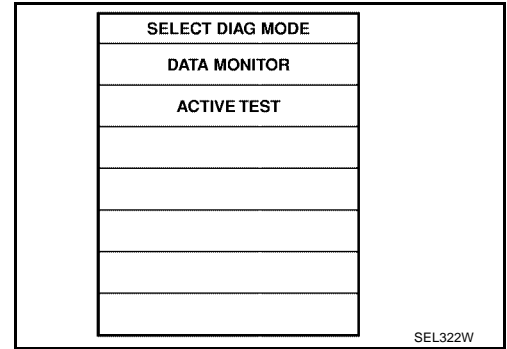 SELECT DIAG MODE
DATA MONITOR
ACTIVE TEST
SEL322W